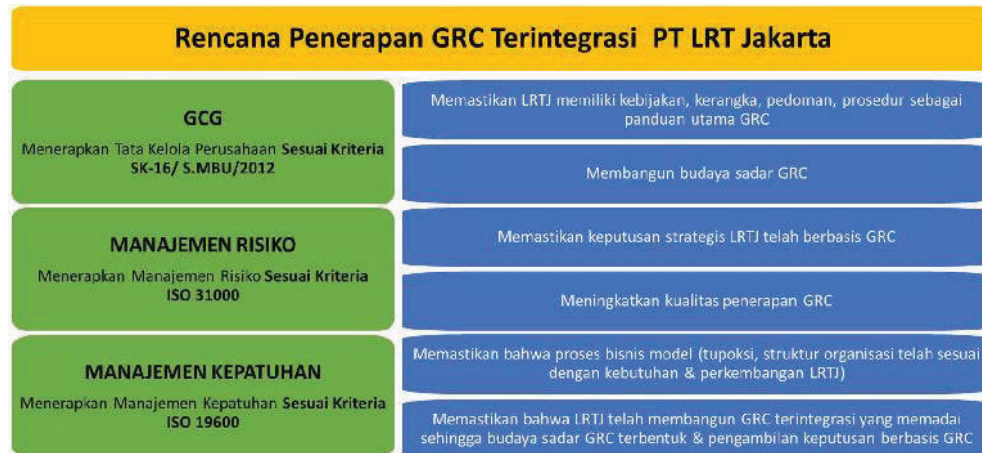 Rencana Penerapan GRC Terintegrasi PT LRT Jakarta
GCG
Menerapkan Tata Kelola Perusahaan Sesuai Kriteria
SK-16/ S.MBU/2012
Memastikan LRTJ memiliki kebijakan, kerangka, pedoman, prosedur sebagai
panduan utama GRC
Membangun budaya sadar GRC
MANAJEMEN RISIKO
Menerapkan Manajemen Risiko Sesuai Kriteria
ISO 31000
Memastikan keputusan strategis LRTJ telah berbasis GRC
Meningkatkan kualitas penerapan GRC
MANAJEMEN KEPATUHAN
Menerapkan Manajemen Kepatuhan Sesuai Kriteria
ISO 19600
Memastikan bahwa proses bisnis model (tupoksi, struktur organisasi telah sesuai
dengan kebutuhan & perkembangan LRTJ)
Memastikan bahwa LRTJ telah membangun GRC terintegrasi yang memadai
sehingga budaya sadar GRC terbentuk & pengambilan keputusan berbasis GRC